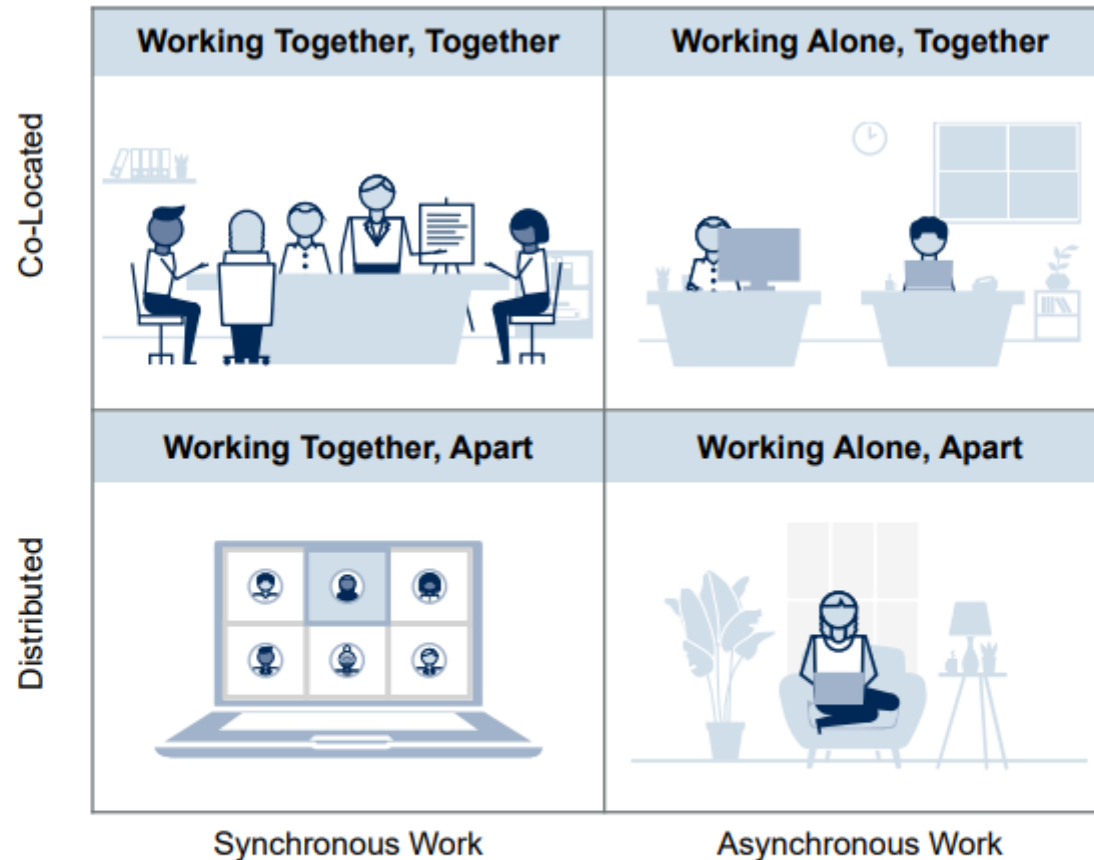 Working Together, Together
Working Alone, Together
Co-Located
Working Together, Apart
Working Alone, Apart
Distributed
Synchronous Work
Asynchronous Work